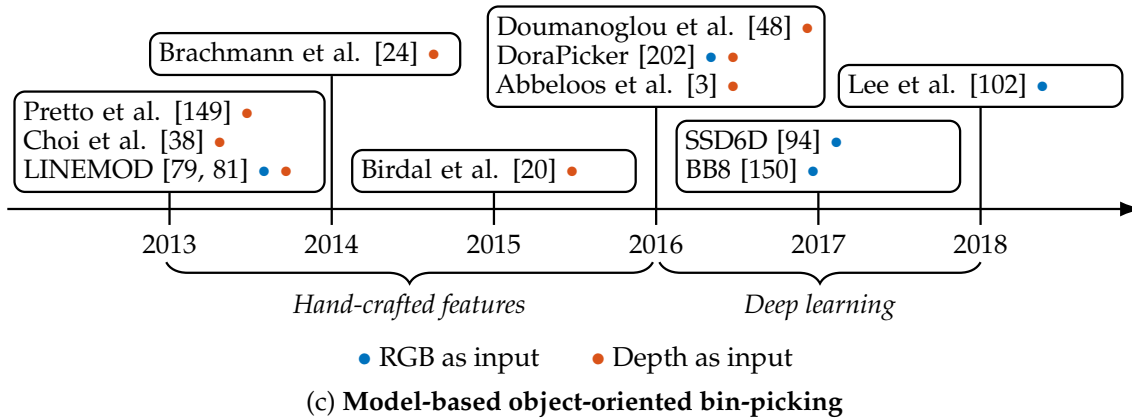 Doumanoglou et al. [48]
Brachmann et al. [24]
DoraPicker [202]
Abbeloos et al. [3]
Lee et al. [102]
Pretto et al. [149]
Choi et al. [38]
LINEMOD [79, 81]
Birdal et al. [20]
SSD6D [94]
BB8 [150]
2013 2014 2015 2016 2017 2018
Hand-crafted features Deep learning
RGB as input Depth as input
(c) Model-based object-oriented bin-picking